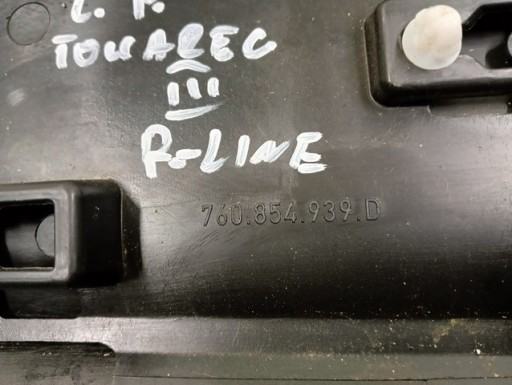 L. P.
TOUAREG
III
R-LINE
760.854.939.D